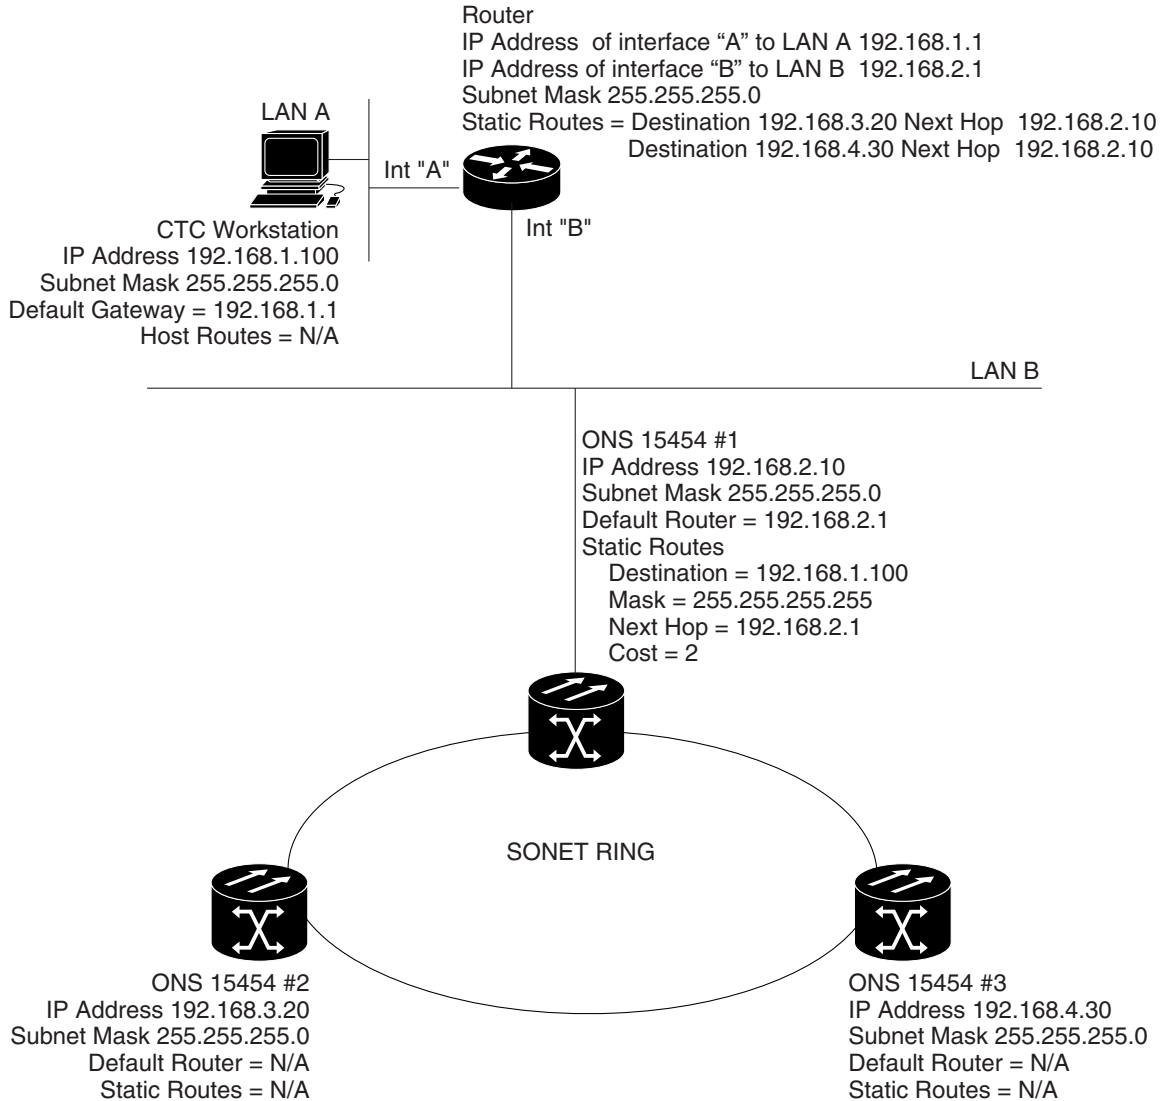 Router
IP Address of interface “A” to LAN A 192.168.1.1
IP Address of interface “B” to LAN B 192.168.2.1
Subnet Mask 255.255.255.0
Static Routes = Destination 192.168.3.20 Next Hop 192.168.2.10
Destination 192.168.4.30 Next Hop 192.168.2.10
LAN A
Int "A"
Int "B"
CTC Workstation
IP Address 192.168.1.100
Subnet Mask 255.255.255.0
Default Gateway = 192.168.1.1
Host Routes = N/A
LAN B
ONS 15454 #1
IP Address 192.168.2.10
Subnet Mask 255.255.255.0
Default Router = 192.168.2.1
Static Routes
Destination = 192.168.1.100
Mask = 255.255.255.255
Next Hop = 192.168.2.1
Cost = 2
SONET RING
ONS 15454 #2
IP Address 192.168.3.20
Subnet Mask 255.255.255.0
Default Router = N/A
Static Routes = N/A
ONS 15454 #3
IP Address 192.168.4.30
Subnet Mask 255.255.255.0
Default Router = N/A
Static Routes = N/A